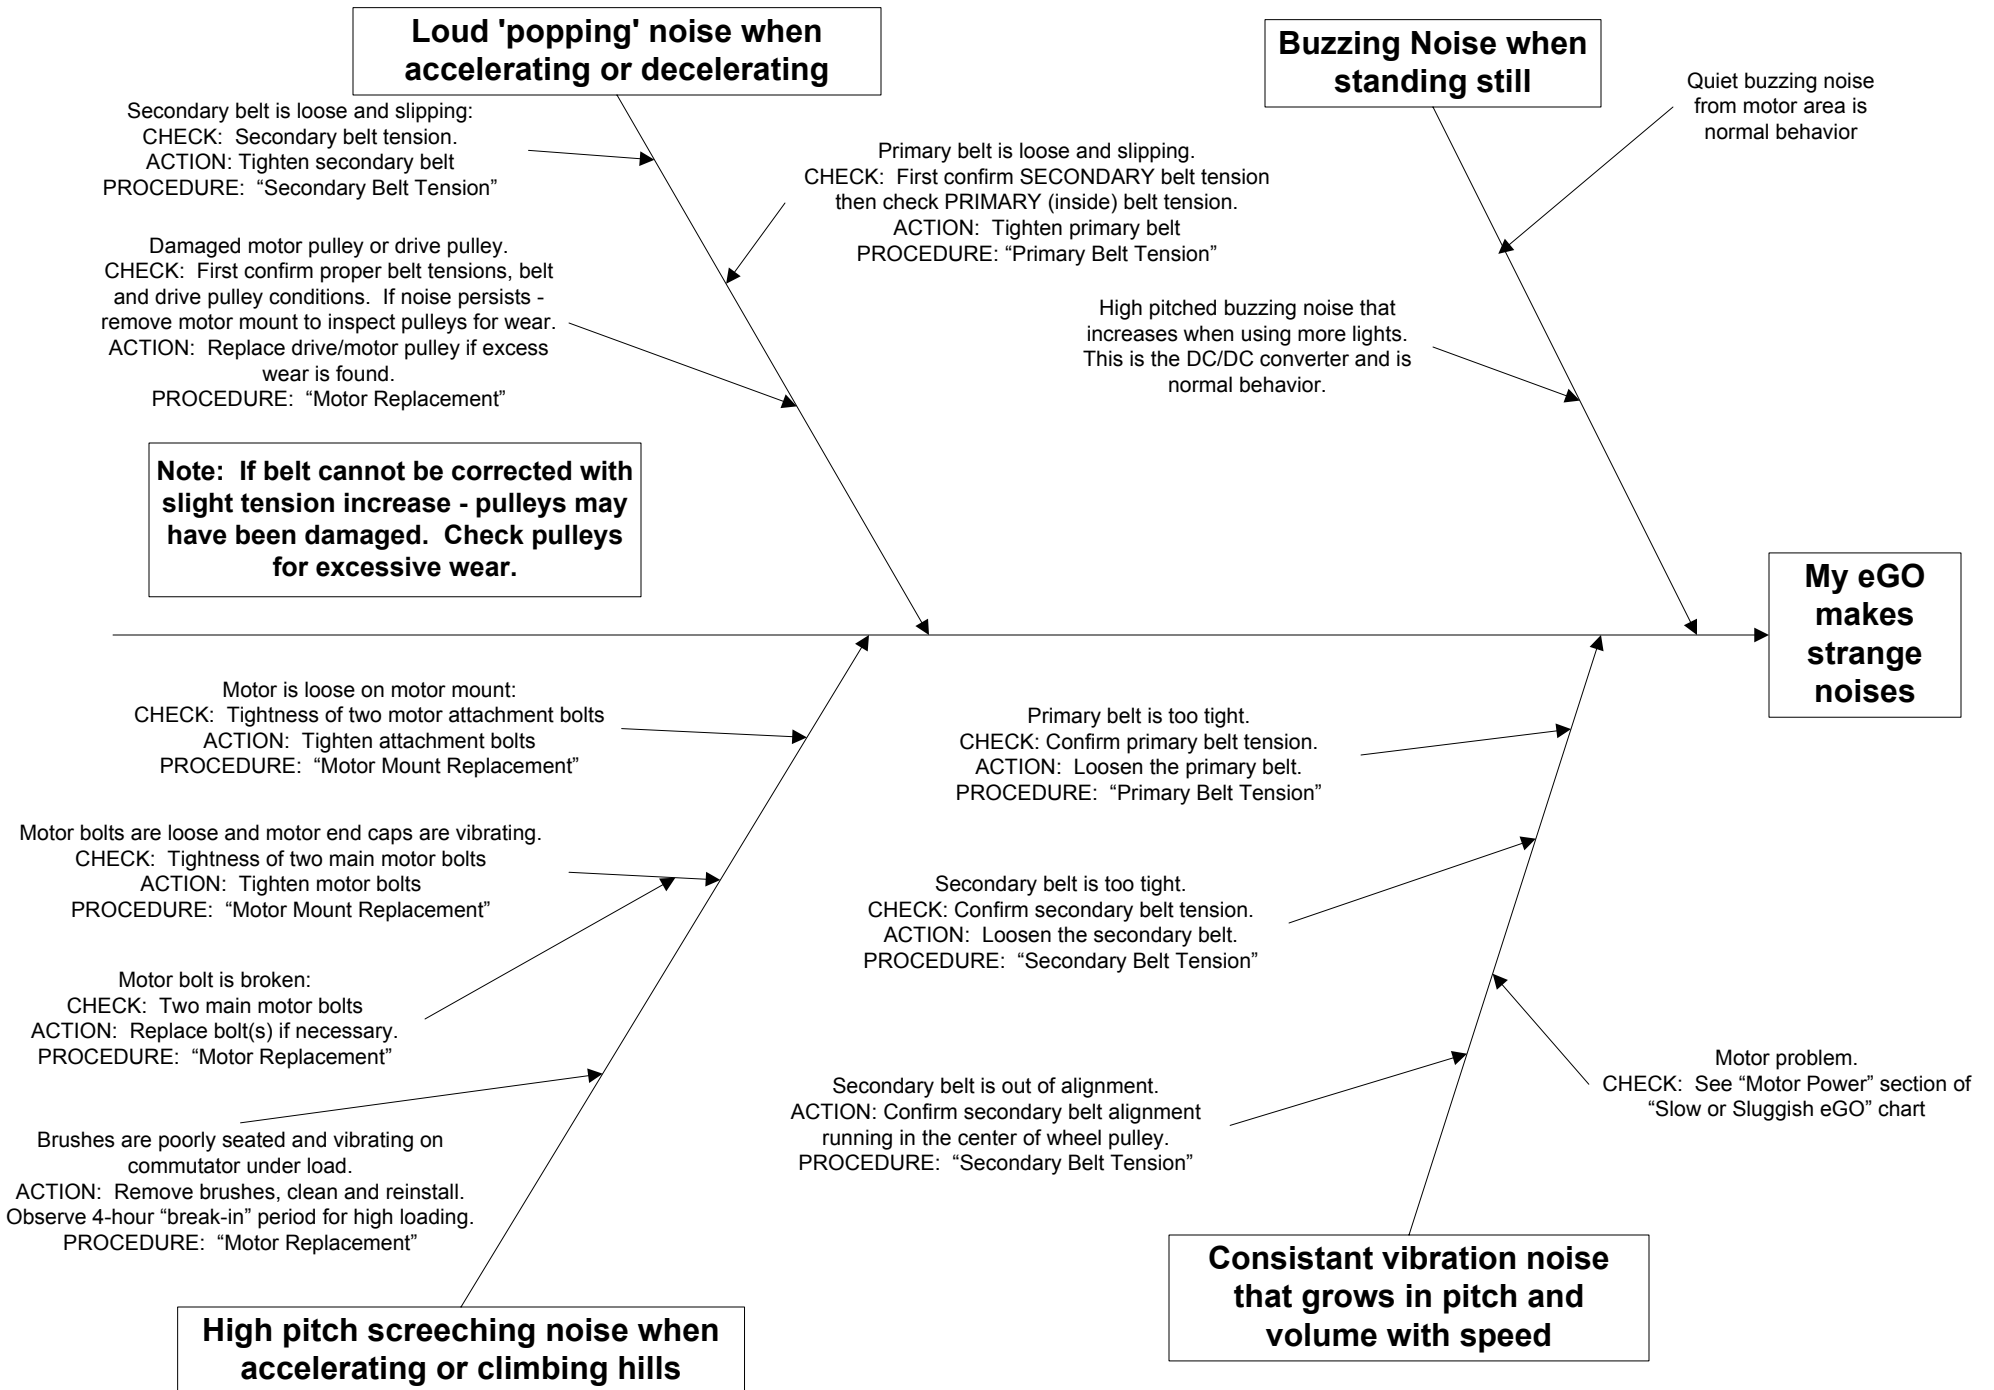 Loud 'popping' noise when
accelerating or decelerating
Secondary belt is loose and slipping:
CHECK:  Secondary belt tension.
ACTION: Tighten secondary belt
PROCEDURE:  “Secondary Belt Tension”
Primary belt is loose and slipping.
CHECK:  First confirm SECONDARY belt tension
then check PRIMARY (inside) belt tension.
ACTION:  Tighten primary belt
PROCEDURE: “Primary Belt Tension”
Damaged motor pulley or drive pulley.
CHECK:  First confirm proper belt tensions, belt
and drive pulley conditions.  If noise persists -
remove motor mount to inspect pulleys for wear.
ACTION:  Replace drive/motor pulley if excess
wear is found.
PROCEDURE:  “Motor Replacement”
Note:  If belt cannot be corrected with
slight tension increase - pulleys may
have been damaged.  Check pulleys
for excessive wear.
Buzzing Noise when
standing still
Quiet buzzing noise
from motor area is
normal behavior
High pitched buzzing noise that
increases when using more lights.
This is the DC/DC converter and is
normal behavior.
My eGO
makes
strange
noises
Motor is loose on motor mount:
CHECK:  Tightness of two motor attachment bolts
ACTION:  Tighten attachment bolts
PROCEDURE:  “Motor Mount Replacement”
Motor bolts are loose and motor end caps are vibrating.
CHECK:  Tightness of two main motor bolts
ACTION:  Tighten motor bolts
PROCEDURE:  “Motor Mount Replacement”
Motor bolt is broken:
CHECK:  Two main motor bolts
ACTION:  Replace bolt(s) if necessary.
PROCEDURE:  “Motor Replacement”
Brushes are poorly seated and vibrating on
commutator under load.
ACTION:  Remove brushes, clean and reinstall.
Observe 4-hour “break-in” period for high loading.
PROCEDURE:  “Motor Replacement”
High pitch screeching noise when
accelerating or climbing hills
Primary belt is too tight.
CHECK: Confirm primary belt tension.
ACTION:  Loosen the primary belt.
PROCEDURE:  “Primary Belt Tension”
Secondary belt is too tight.
CHECK: Confirm secondary belt tension.
ACTION:  Loosen the secondary belt.
PROCEDURE:  “Secondary Belt Tension”
Secondary belt is out of alignment.
ACTION: Confirm secondary belt alignment
running in the center of wheel pulley.
PROCEDURE:  “Secondary Belt Tension”
Motor problem.
CHECK:  See “Motor Power” section of
“Slow or Sluggish eGO” chart
Consistant vibration noise
that grows in pitch and
volume with speed